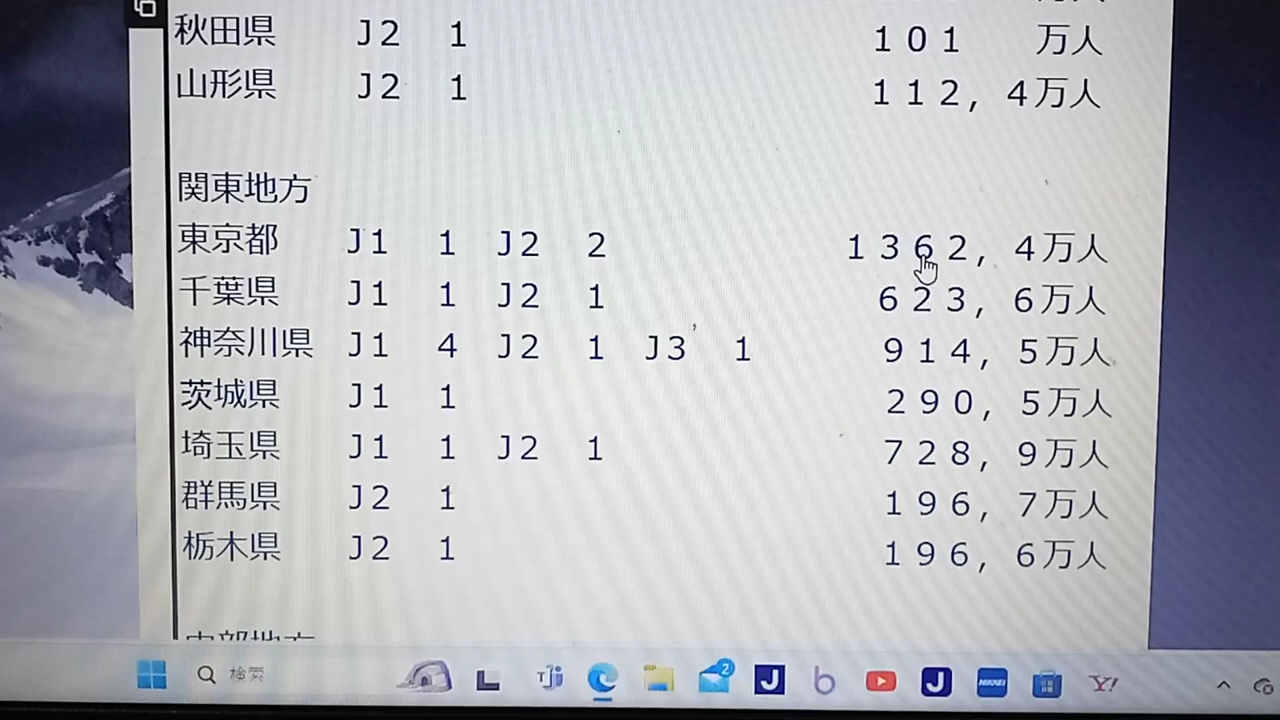 秋田県 J2 1 101 万人
山形県 J2 1 112, 4万人
関東地方
東京都 J1 1 J2 2 1362, 4万人
千葉県 J1 1 J2 1 623, 6万人
神奈川県 J1 4 J2 1 J3 1 914, 5万人
茨城県 J1 1 290, 5万人
埼玉県 J1 1 J2 1 728, 9万人
群馬県 J2 1 196, 7万人
栃木県 J2 1 196, 6万人
検索 L 2 J b J NIKKEI Y!